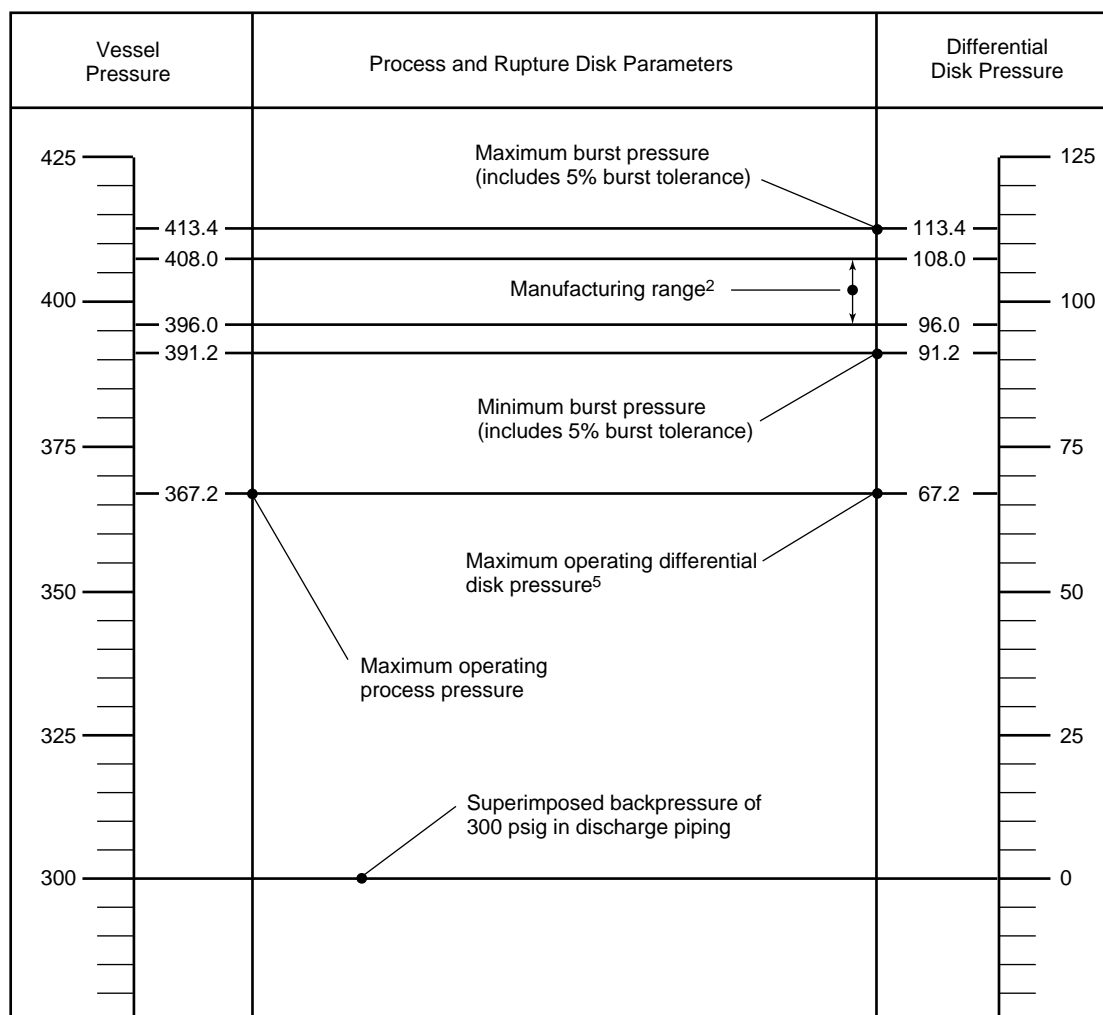 Vessel
Pressure
Process and Rupture Disk Parameters
Differential
Disk Pressure
Maximum burst pressure
(includes 5% burst tolerance)
425
125
413.4
113.4
408.0
108.0
Manufacturing range²
400
100
396.0
96.0
391.2
91.2
Minimum burst pressure
(includes 5% burst tolerance)
375
75
367.2
67.2
Maximum operating differential
disk pressure⁵
350
50
Maximum operating
process pressure
325
25
Superimposed backpressure of
300 psig in discharge piping
300
0